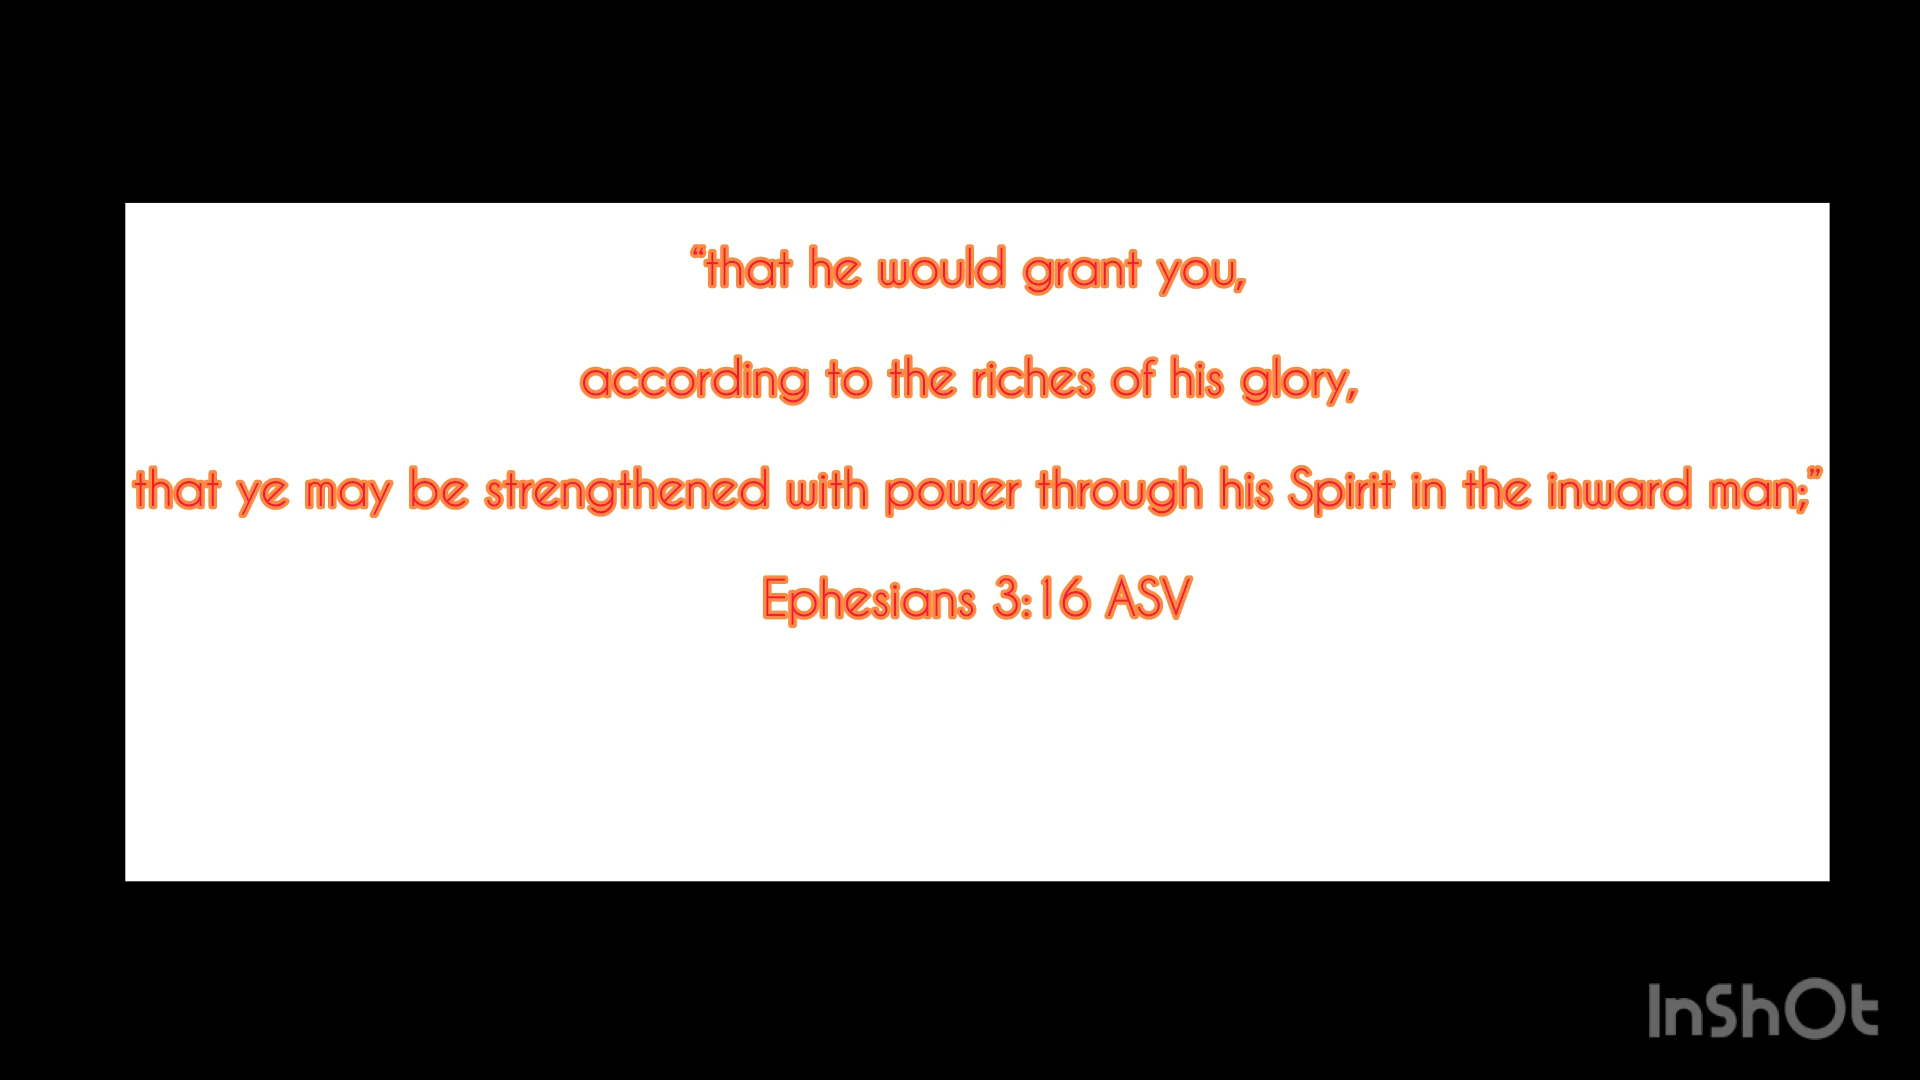 “that he would grant you,
according to the riches of his glory,
that ye may be strengthened with power through his Spirit in the inward man;”
Ephesians 3:16 ASV
InShOt